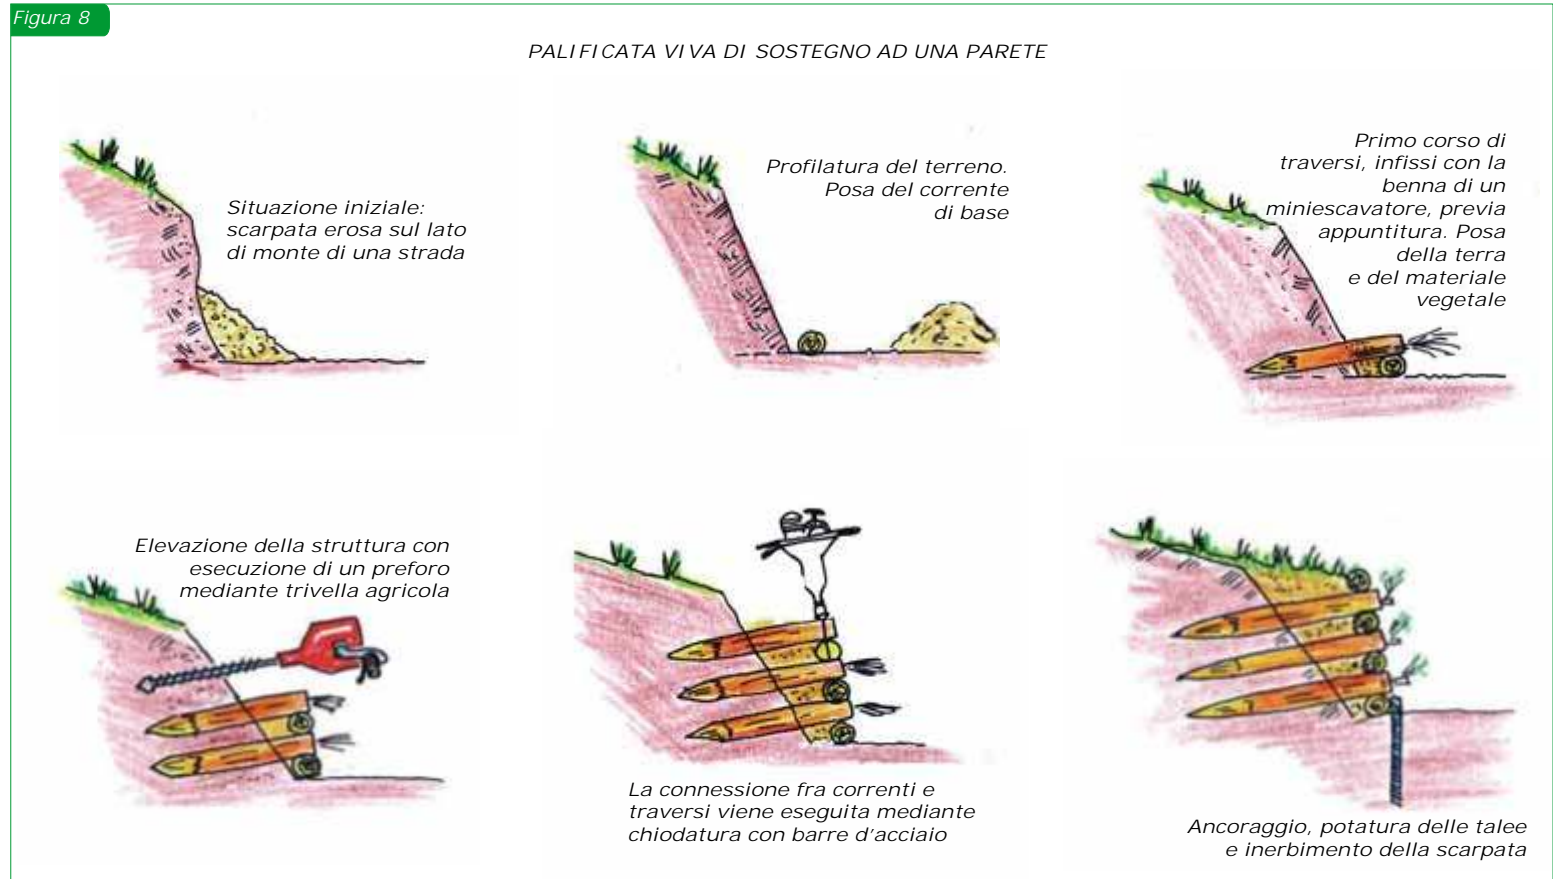 Figura 8
PALIFICATA VIVA DI SOSTEGNO AD UNA PARETE
Situazione iniziale:
scarpata erosa sul lato
di monte di una strada
Profilatura del terreno.
Posa del corrente
di base
Primo corso di
traversi, infissi con la
benna di un
miniescavatore, previa
appuntitura. Posa
della terra
e del materiale
vegetale
Elevazione della struttura con
esecuzione di un preforo
mediante trivella agricola
La connessione fra correnti e
traversi viene eseguita mediante
chiodatura con barre d'acciaio
Ancoraggio, potatura delle talee
e inerbimento della scarpata